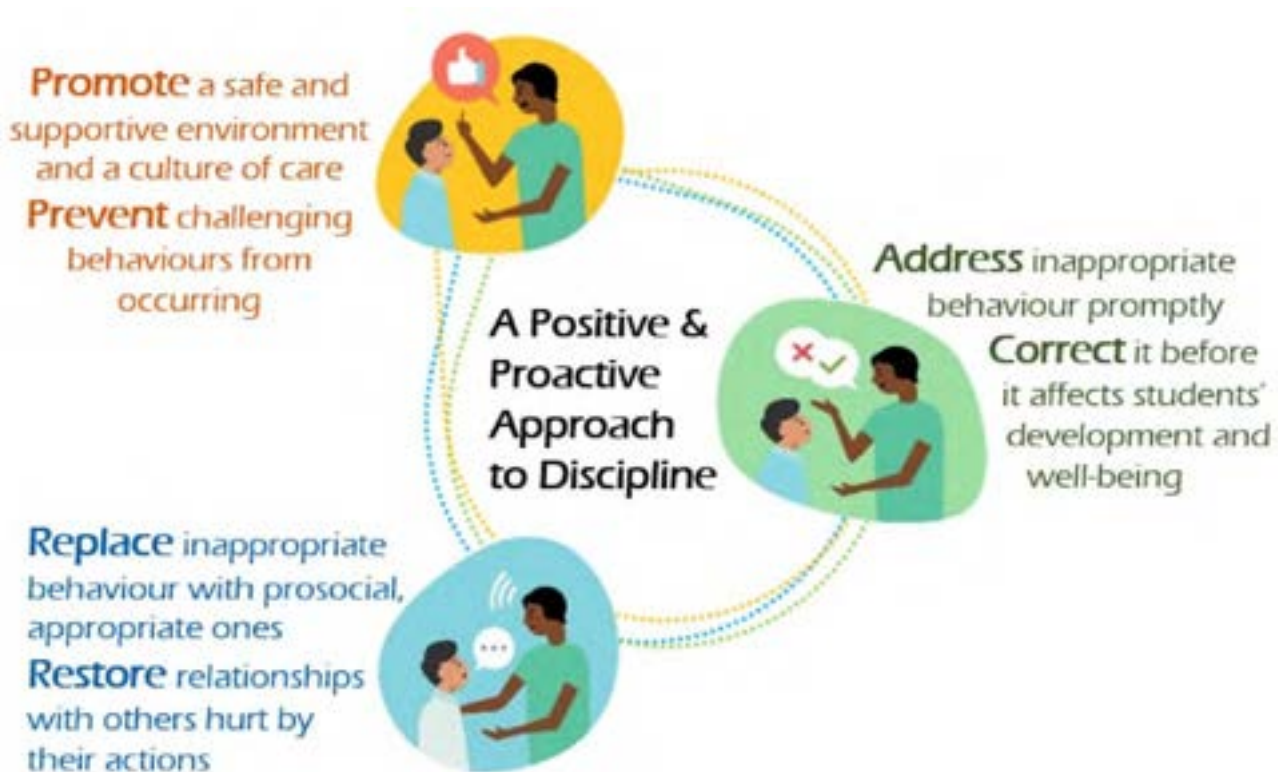 Promote a safe and
supportive environment
and a culture of care
Prevent challenging
behaviours from
occurring
A Positive &
Proactive
Approach
to Discipline
Address inappropriate
behaviour promptly
Correct it before
it affects students'
development and
well-being
Replace inappropriate
behaviour with prosocial,
appropriate ones
Restore relationships
with others hurt by
their actions